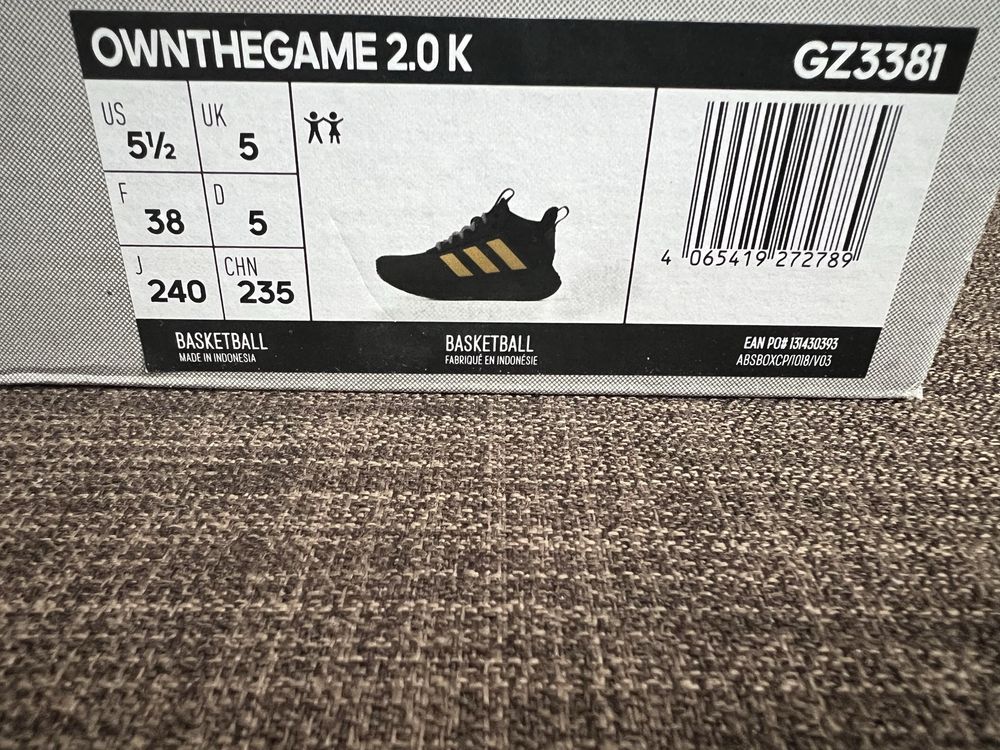 OWNTHEGAME 2.0 K
GZ3381
US
5½
UK
5
F
38
D
5
J
240
CHN
235
4 065419 272789
BASKETBALL
MADE IN INDONESIA
BASKETBALL
FABRIQUÉ EN INDONÉSIE
EAN PO# 131430393
ABSBOXCP/1018/V03